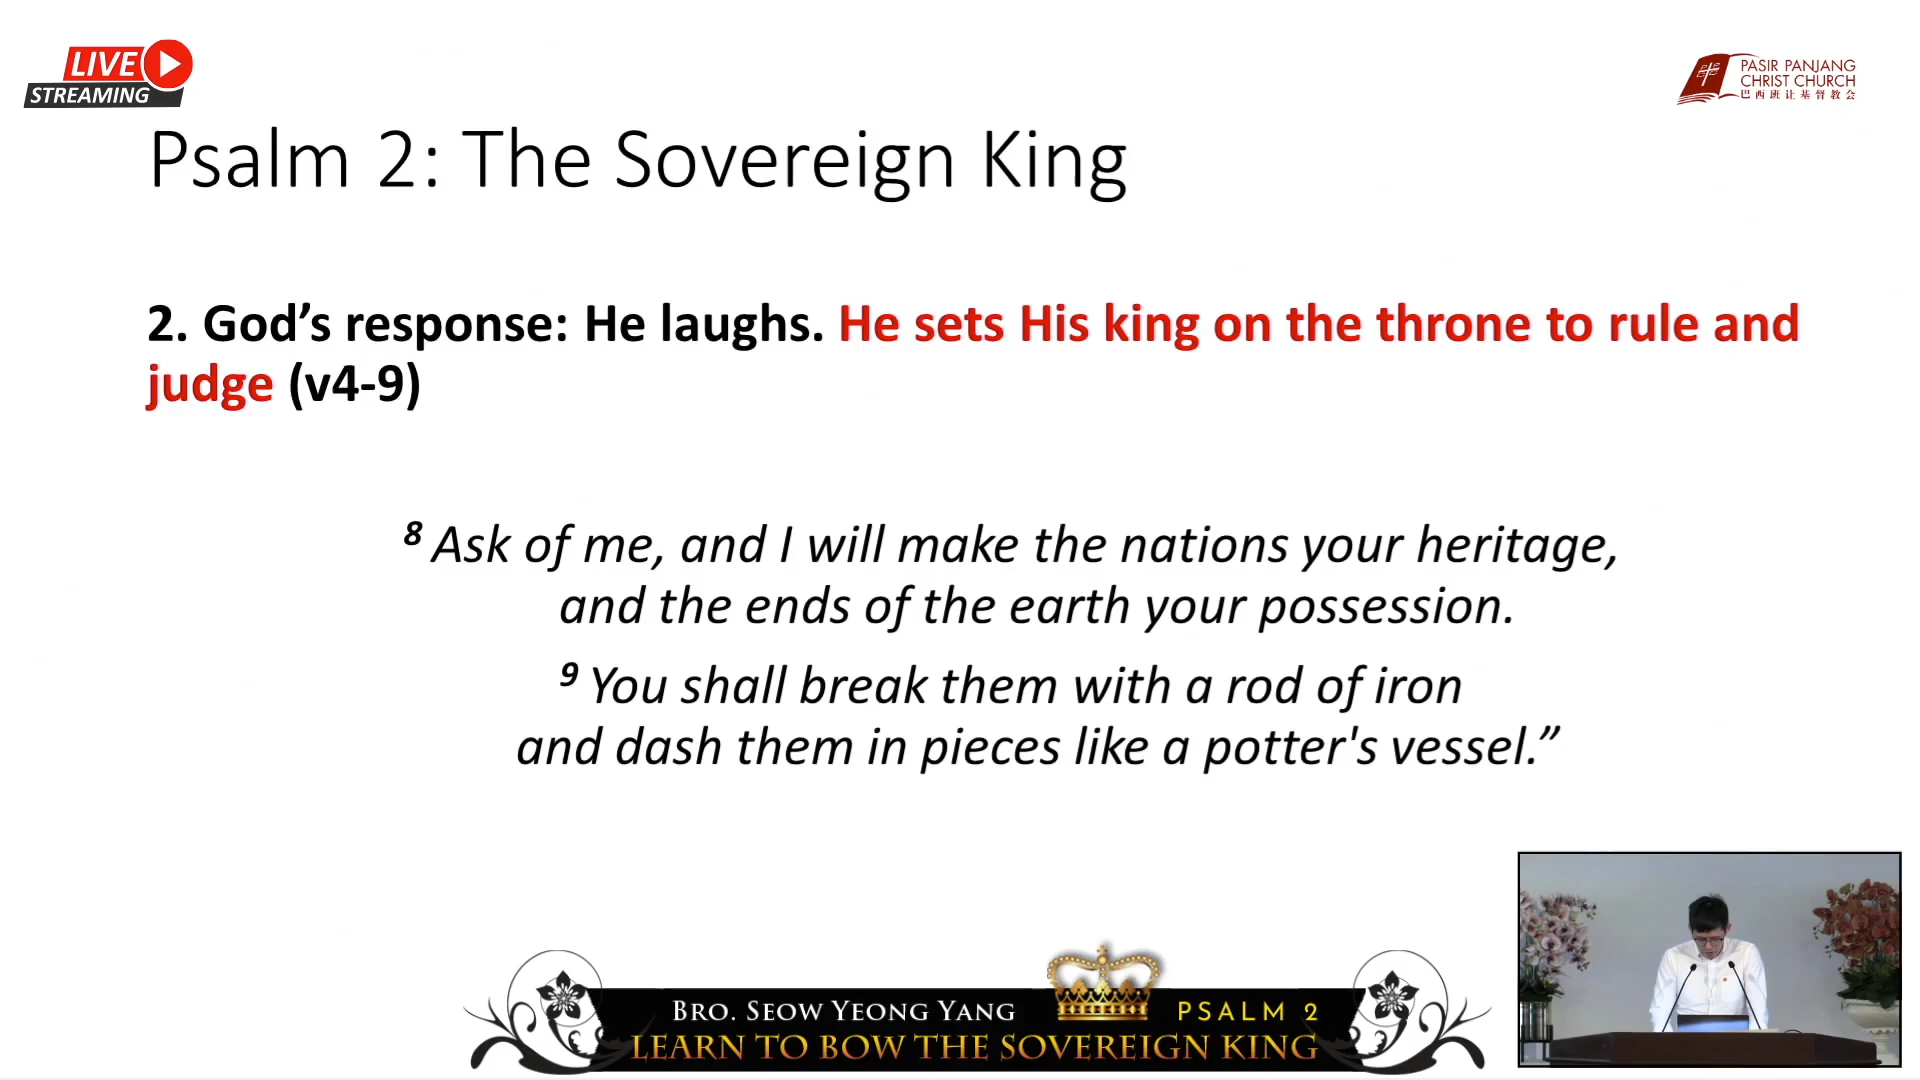 LIVE
STREAMING
PASIR PANJANG
CHRIST CHURCH
巴西班让基督教会
Psalm 2: The Sovereign King
2. God’s response: He laughs. He sets His king on the throne to rule and
judge (v4-9)
8 Ask of me, and I will make the nations your heritage,
and the ends of the earth your possession.
9 You shall break them with a rod of iron
and dash them in pieces like a potter's vessel.”
BRO. SEOW YEONG YANG
PSALM 2
LEARN TO BOW THE SOVEREIGN KING